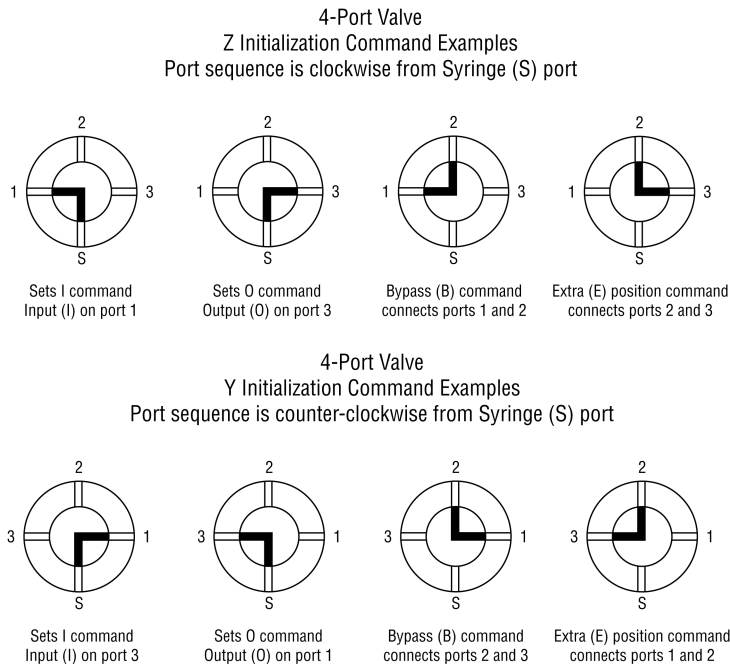 4-Port Valve
Z Initialization Command Examples
Port sequence is clockwise from Syringe (S) port
2
2
2
2
1
3
1
3
1
3
1
3
S
S
S
S
Sets I command
Input (I) on port 1
Sets O command
Output (O) on port 3
Bypass (B) command
connects ports 1 and 2
Extra (E) position command
connects ports 2 and 3
4-Port Valve
Y Initialization Command Examples
Port sequence is counter-clockwise from Syringe (S) port
2
2
2
2
3
1
3
1
3
1
3
1
S
S
S
S
Sets I command
Input (I) on port 3
Sets O command
Output (O) on port 1
Bypass (B) command
connects ports 2 and 3
Extra (E) position command
connects ports 1 and 2